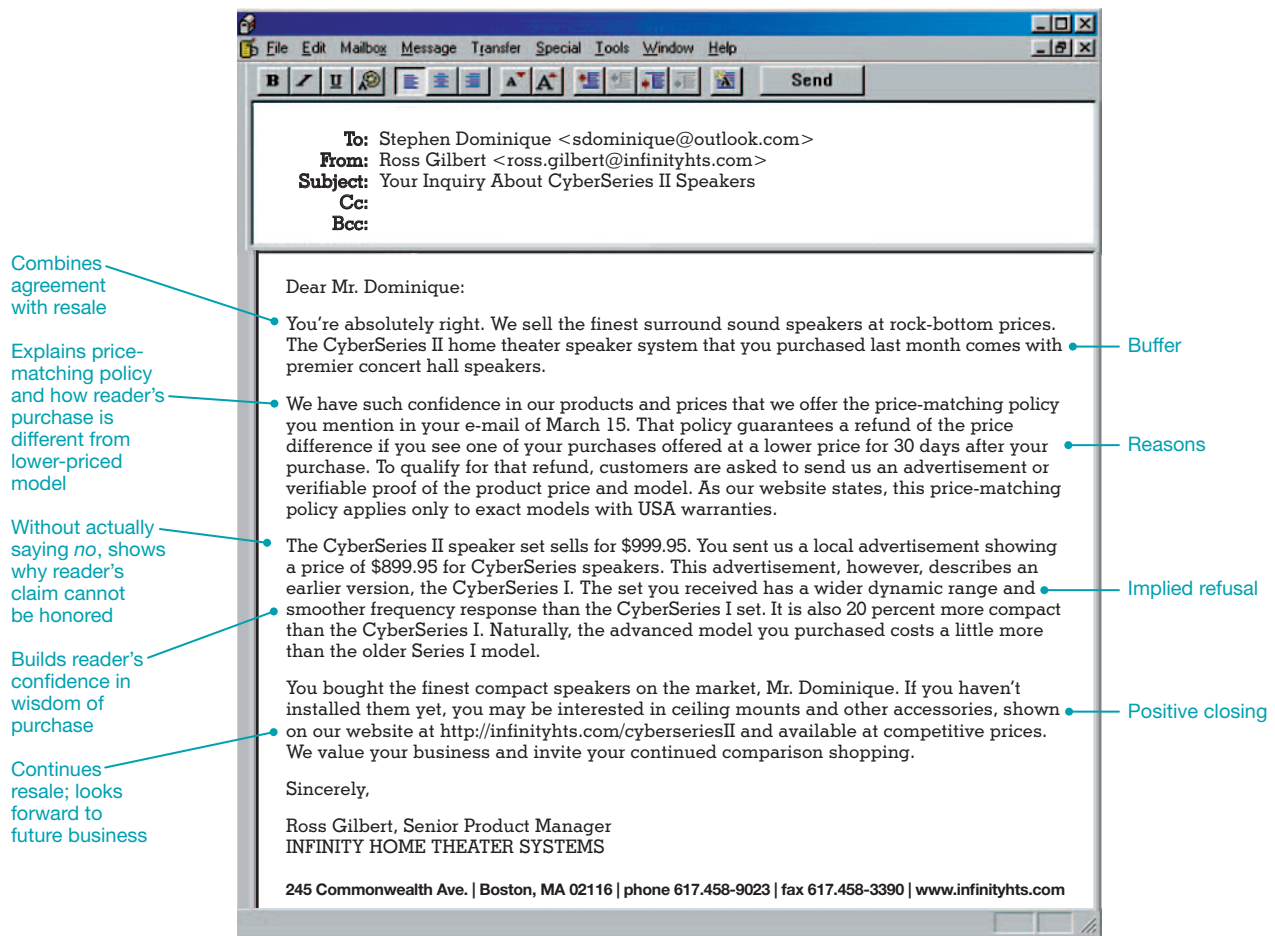 File Edit Mailbox Message Transfer Special Tools Window Help
B I U A A A A Send
To: Stephen Dominique <sdominique@outlook.com>
From: Ross Gilbert <ross.gilbert@infinityhts.com>
Subject: Your Inquiry About CyberSeries II Speakers
Cc:
Bcc:
Combines
agreement
with resale
Explains price-
matching policy
and how reader's
purchase is
different from
lower-priced
model
Without actually
saying no, shows
why reader's
claim cannot
be honored
Builds reader's
confidence in
wisdom of
purchase
Continues
resale; looks
forward to
future business
Dear Mr. Dominique:
You're absolutely right. We sell the finest surround sound speakers at rock-bottom prices.
The CyberSeries II home theater speaker system that you purchased last month comes with
premier concert hall speakers.
We have such confidence in our products and prices that we offer the price-matching policy
you mention in your e-mail of March 15. That policy guarantees a refund of the price
difference if you see one of your purchases offered at a lower price for 30 days after your
purchase. To qualify for that refund, customers are asked to send us an advertisement or
verifiable proof of the product price and model. As our website states, this price-matching
policy applies only to exact models with USA warranties.
The CyberSeries II speaker set sells for $999.95. You sent us a local advertisement showing
a price of $899.95 for CyberSeries speakers. This advertisement, however, describes an
earlier version, the CyberSeries I. The set you received has a wider dynamic range and
smoother frequency response than the CyberSeries I set. It is also 20 percent more compact
than the CyberSeries I. Naturally, the advanced model you purchased costs a little more
than the older Series I model.
You bought the finest compact speakers on the market, Mr. Dominique. If you haven't
installed them yet, you may be interested in ceiling mounts and other accessories, shown
on our website at http://infinityhts.com/cyberseriesII and available at competitive prices.
We value your business and invite your continued comparison shopping.
Sincerely,
Ross Gilbert, Senior Product Manager
INFINITY HOME THEATER SYSTEMS
245 Commonwealth Ave. | Boston, MA 02116 | phone 617.458-9023 | fax 617.458-3390 | www.infinityhts.com
Buffer
Reasons
Implied refusal
Positive closing